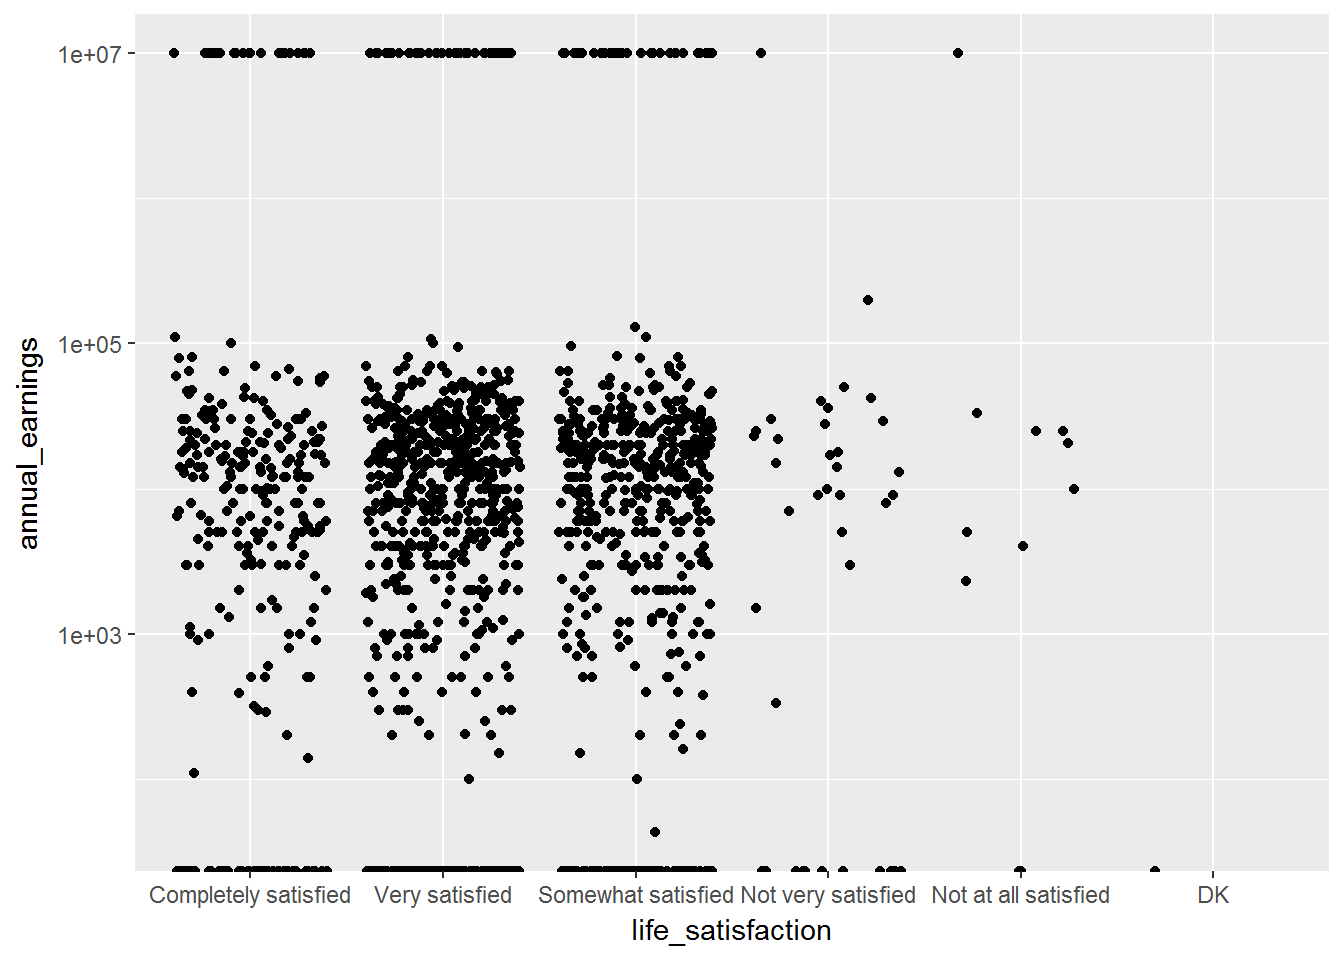 1e+07
1e+05
1e+03
annual_earnings
Completely satisfied Very satisfied Somewhat satisfied Not very satisfied Not at all satisfied DK
life_satisfaction